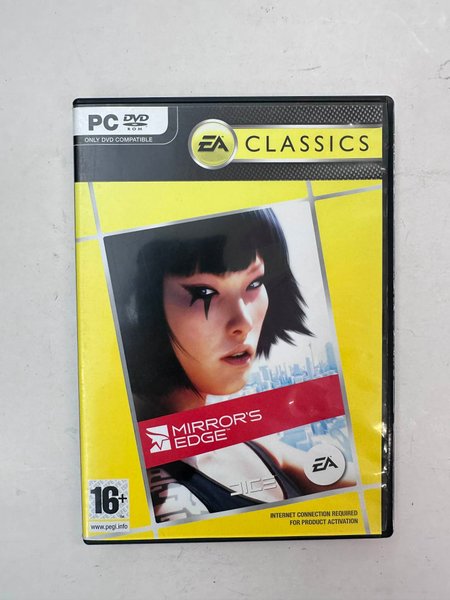 PC DVD
ROM
ONLY DVD COMPATIBLE
EA CLASSICS
MIRROR'S
EDGE™
DICE
EA
16+
www.pegi.info
INTERNET CONNECTION REQUIRED
FOR PRODUCT ACTIVATION